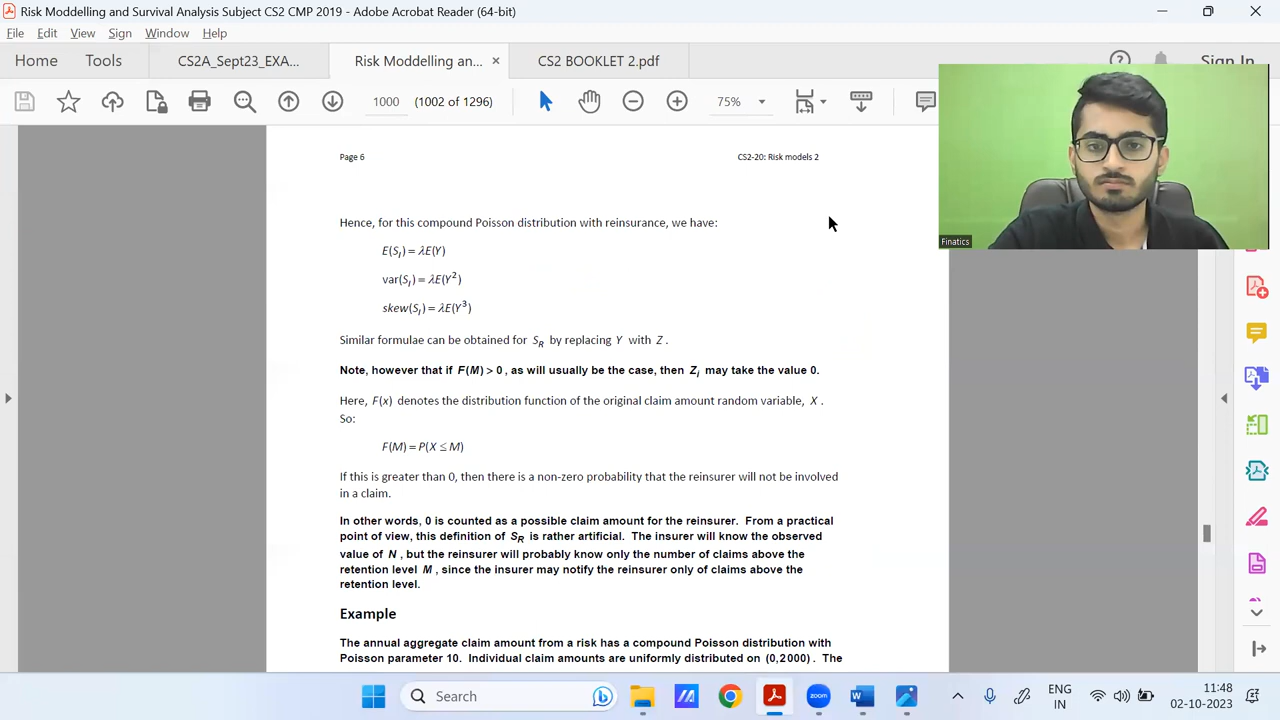 Risk Moddelling and Survival Analysis Subject CS2 CMP 2019 - Adobe Acrobat Reader (64-bit)
File Edit View Sign Window Help
Home Tools CS2A_Sept23_EXA... Risk Moddelling an... × CS2 BOOKLET 2.pdf Sign In
1000 (1002 of 1296) 75%
Page 6 CS2-20: Risk models 2
Finatics
Hence, for this compound Poisson distribution with reinsurance, we have:
E(S_I) = λE(Y)
var(S_I) = λE(Y²)
skew(S_I) = λE(Y³)
Similar formulae can be obtained for S_R by replacing Y with Z .
Note, however that if F(M) > 0 , as will usually be the case, then Z_i may take the value 0.
Here, F(x) denotes the distribution function of the original claim amount random variable, X .
So:
F(M) = P(X ≤ M)
If this is greater than 0, then there is a non-zero probability that the reinsurer will not be involved
in a claim.
In other words, 0 is counted as a possible claim amount for the reinsurer. From a practical
point of view, this definition of S_R is rather artificial. The insurer will know the observed
value of N , but the reinsurer will probably know only the number of claims above the
retention level M , since the insurer may notify the reinsurer only of claims above the
retention level.
Example
The annual aggregate claim amount from a risk has a compound Poisson distribution with
Poisson parameter 10. Individual claim amounts are uniformly distributed on (0,2000) . The
Search
zoom
ENG
IN
11:48
02-10-2023